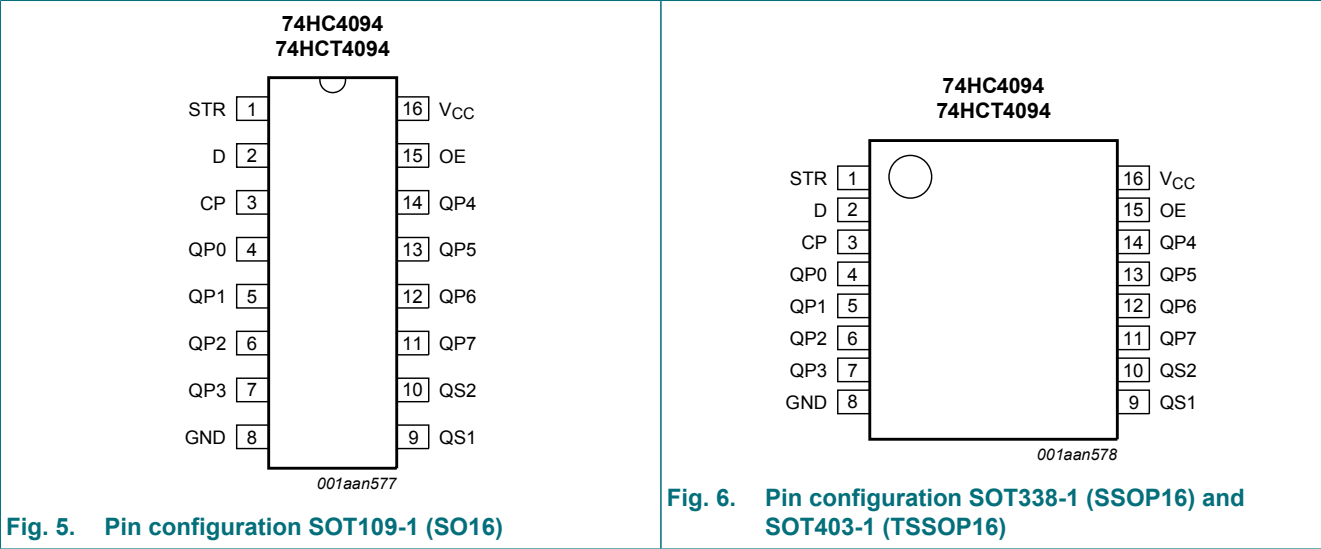 74HC4094
74HCT4094
STR 1 16 VCC
D 2 15 OE
CP 3 14 QP4
QP0 4 13 QP5
QP1 5 12 QP6
QP2 6 11 QP7
QP3 7 10 QS2
GND 8 9 QS1
001aan577
Fig. 5. Pin configuration SOT109-1 (SO16)
74HC4094
74HCT4094
STR 1 16 VCC
D 2 15 OE
CP 3 14 QP4
QP0 4 13 QP5
QP1 5 12 QP6
QP2 6 11 QP7
QP3 7 10 QS2
GND 8 9 QS1
001aan578
Fig. 6. Pin configuration SOT338-1 (SSOP16) and
SOT403-1 (TSSOP16)